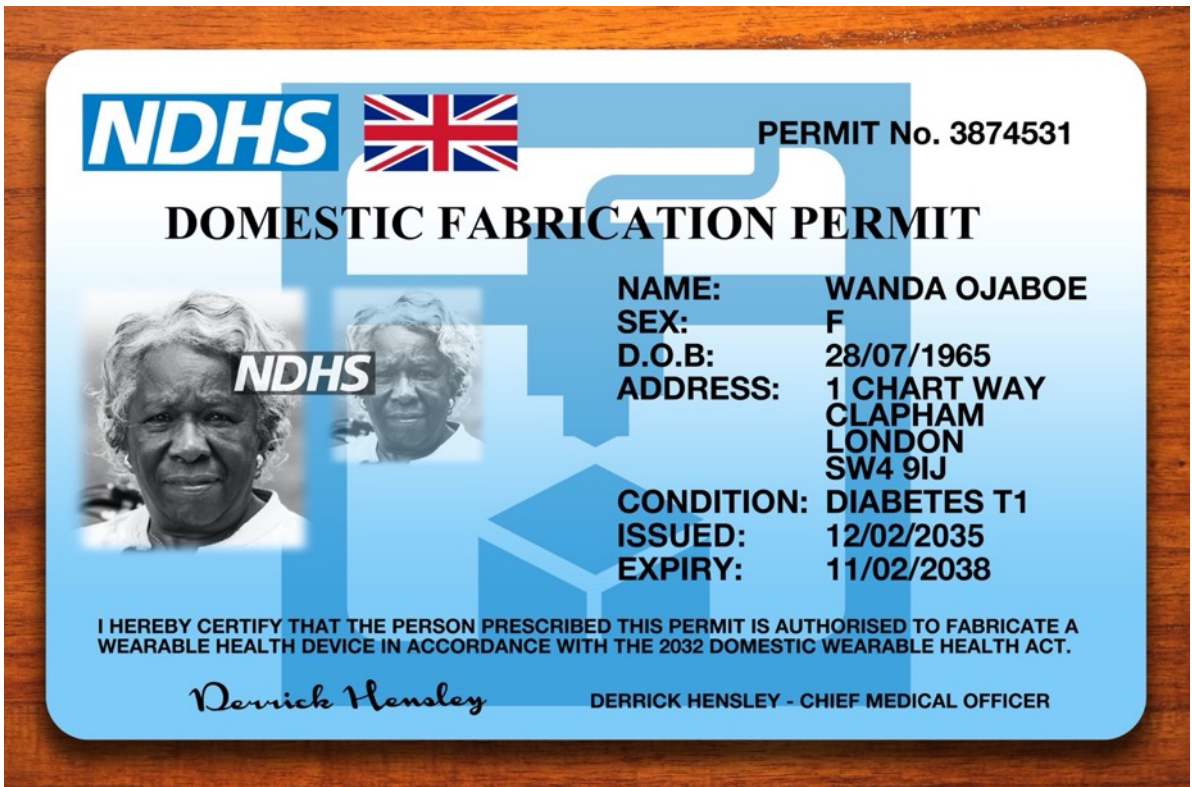 NDHS
PERMIT No. 3874531
DOMESTIC FABRICATION PERMIT
NDHS
NAME: WANDA OJABOE
SEX: F
D.O.B: 28/07/1965
ADDRESS: 1 CHART WAY
CLAPHAM
LONDON
SW4 9IJ
CONDITION: DIABETES T1
ISSUED: 12/02/2035
EXPIRY: 11/02/2038
I HEREBY CERTIFY THAT THE PERSON PRESCRIBED THIS PERMIT IS AUTHORISED TO FABRICATE A
WEARABLE HEALTH DEVICE IN ACCORDANCE WITH THE 2032 DOMESTIC WEARABLE HEALTH ACT.
Derrick Hensley
DERRICK HENSLEY - CHIEF MEDICAL OFFICER